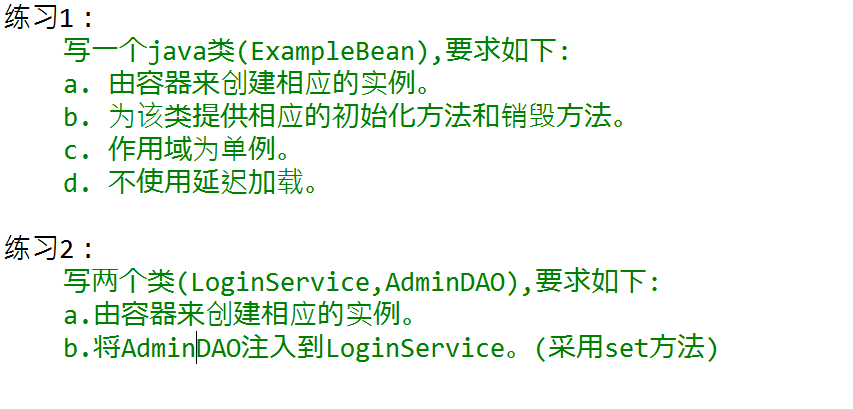 练习1：
写一个java类(ExampleBean),要求如下:
a. 由容器来创建相应的实例。
b. 为该类提供相应的初始化方法和销毁方法。
c. 作用域为单例。
d. 不使用延迟加载。
练习2：
写两个类(LoginService,AdminDAO),要求如下:
a.由容器来创建相应的实例。
b.将AdminDAO注入到LoginService。(采用set方法)